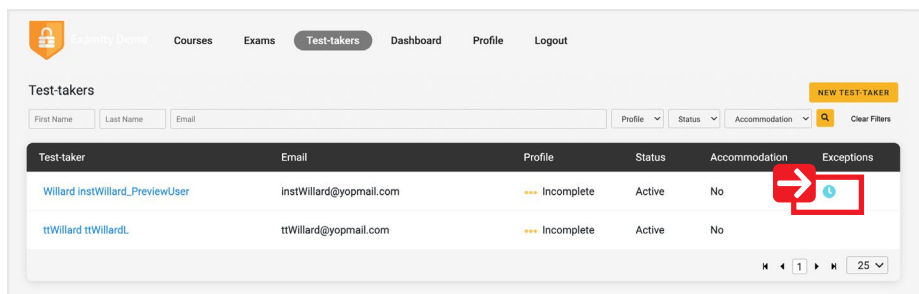 Examity Demo Courses Exams Test-takers Dashboard Profile Logout
Test-takers
NEW TEST-TAKER
First Name Last Name Email Profile Status Accommodation Clear Filters
Test-taker Email Profile Status Accommodation Exceptions
Willard instWillard_PreviewUser instWillard@yopmail.com Incomplete Active No
ttWillard ttWillardL ttWillard@yopmail.com Incomplete Active No
1 25